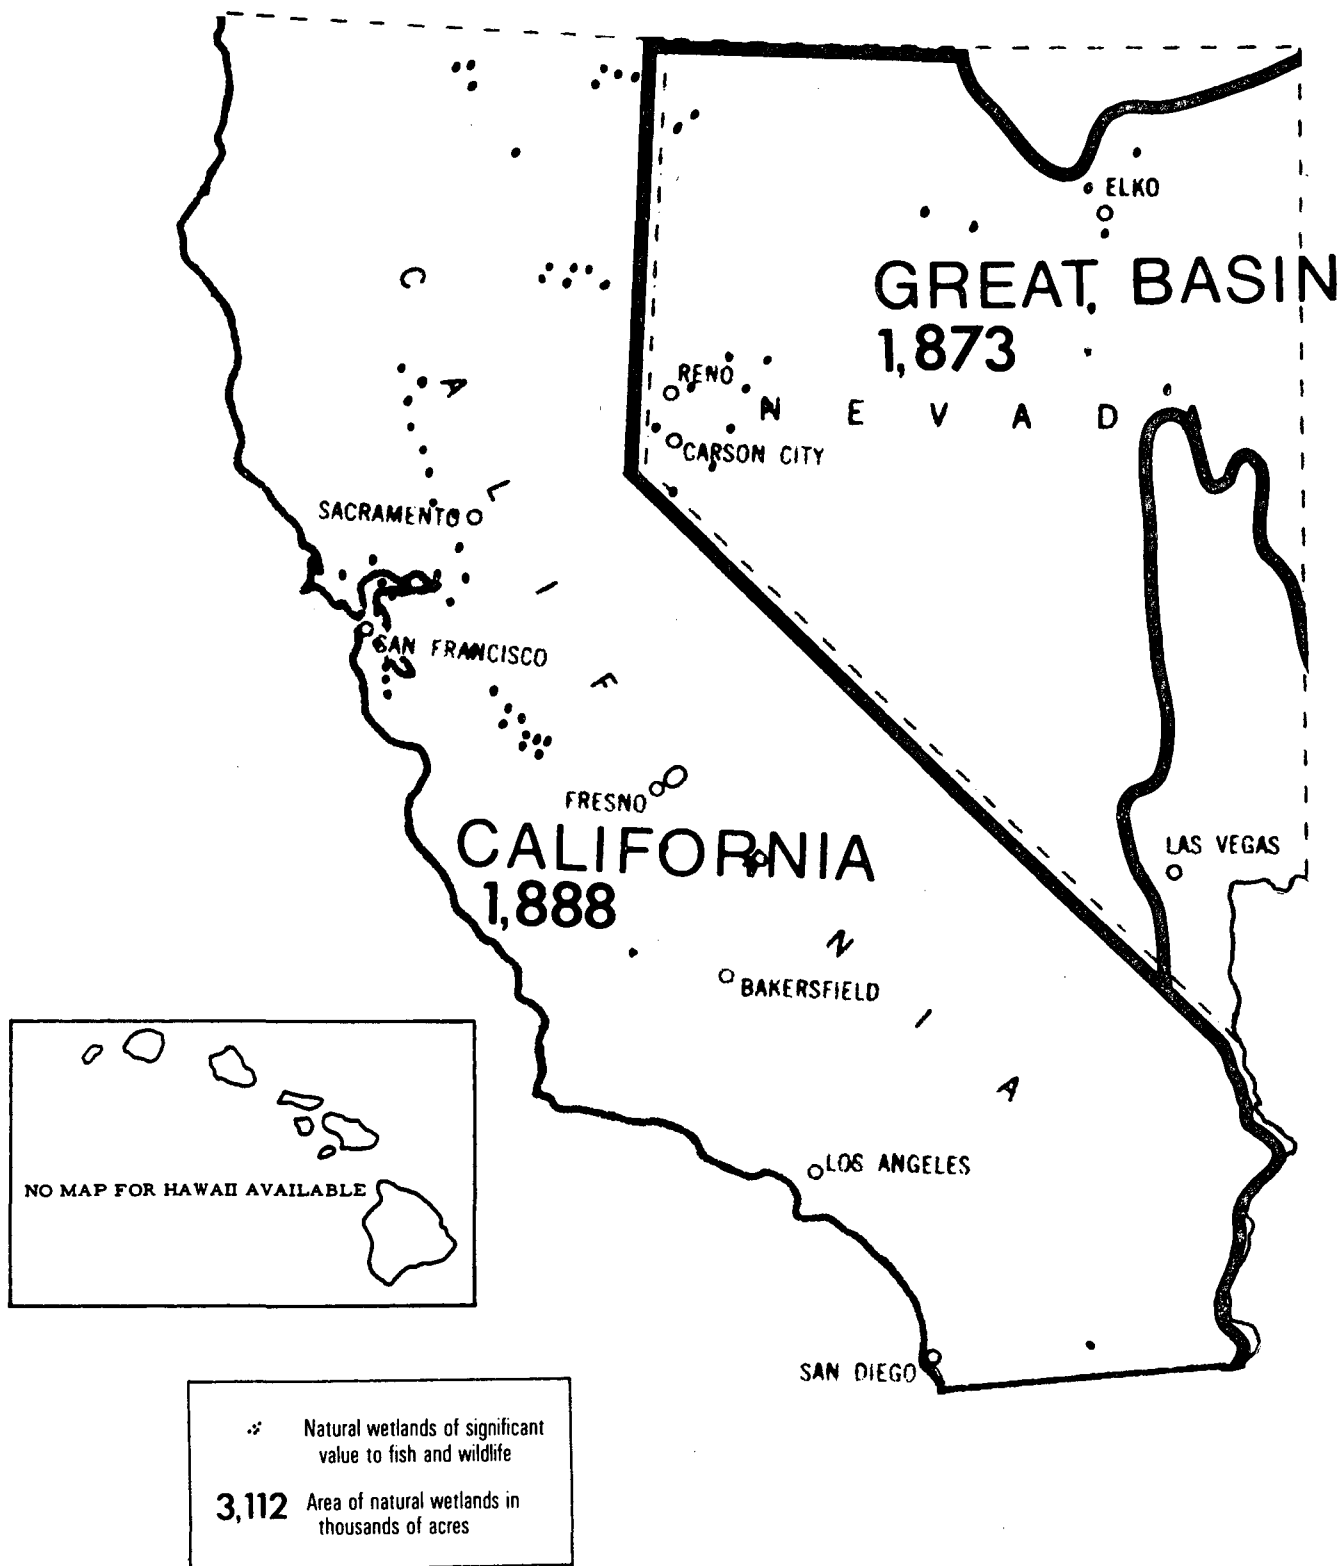 ELKO
GREAT BASIN
1,873
RENO
N E V A D A
CARSON CITY
SACRAMENTO
SAN FRANCISCO
C A L I F O R N I A
FRESNO
CALIFORNIA
1,888
LAS VEGAS
BAKERSFIELD
NO MAP FOR HAWAII AVAILABLE
LOS ANGELES
SAN DIEGO
Natural wetlands of significant
value to fish and wildlife
3,112 Area of natural wetlands in
thousands of acres